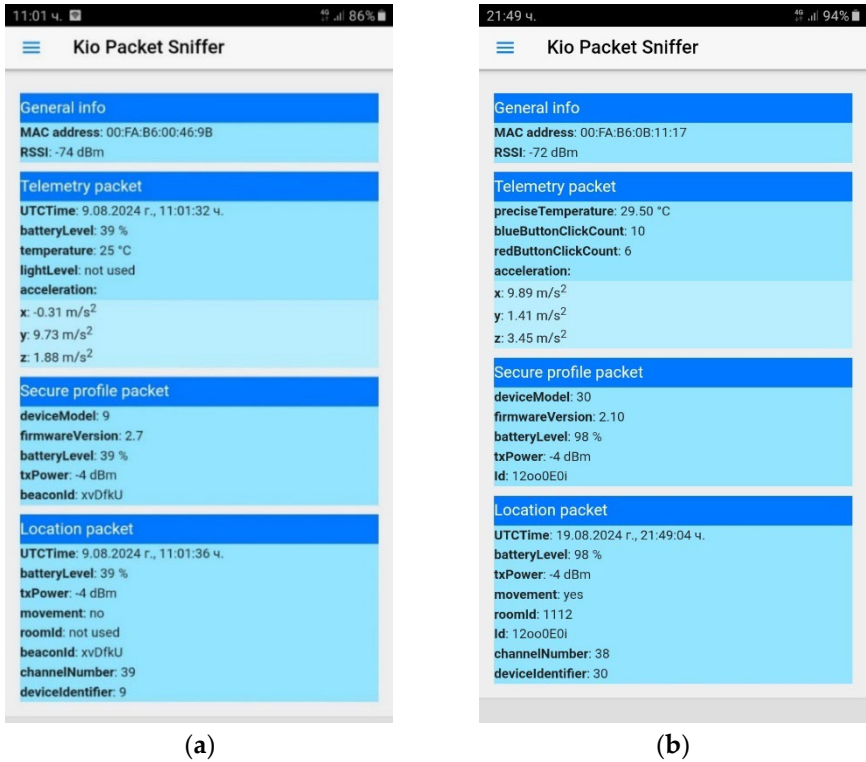 11:01 ч.
4G
86%
Kio Packet Sniffer
General info
MAC address: 00:FA:B6:00:46:9B
RSSI: -74 dBm
Telemetry packet
UTCTime: 9.08.2024 г., 11:01:32 ч.
batteryLevel: 39 %
temperature: 25 °C
lightLevel: not used
acceleration:
x: -0.31 m/s²
y: 9.73 m/s²
z: 1.88 m/s²
Secure profile packet
deviceModel: 9
firmwareVersion: 2.7
batteryLevel: 39 %
txPower: -4 dBm
beaconId: xvDfkU
Location packet
UTCTime: 9.08.2024 г., 11:01:36 ч.
batteryLevel: 39 %
txPower: -4 dBm
movement: no
roomId: not used
beaconId: xvDfkU
channelNumber: 39
deviceIdentifier: 9
(a)
21:49 ч.
4G
94%
Kio Packet Sniffer
General info
MAC address: 00:FA:B6:0B:11:17
RSSI: -72 dBm
Telemetry packet
preciseTemperature: 29.50 °C
blueButtonClickCount: 10
redButtonClickCount: 6
acceleration:
x: 9.89 m/s²
y: 1.41 m/s²
z: 3.45 m/s²
Secure profile packet
deviceModel: 30
firmwareVersion: 2.10
batteryLevel: 98 %
txPower: -4 dBm
Id: 12oo0E0i
Location packet
UTCTime: 19.08.2024 г., 21:49:04 ч.
batteryLevel: 98 %
txPower: -4 dBm
movement: yes
roomId: 1112
Id: 12oo0E0i
channelNumber: 38
deviceIdentifier: 30
(b)